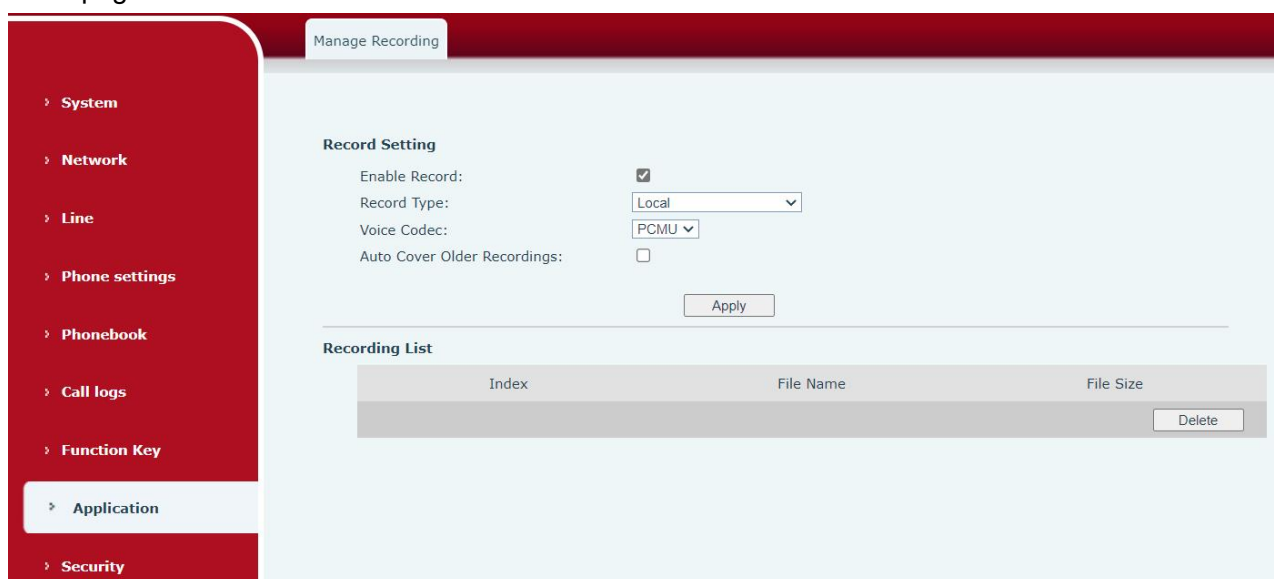 Manage Recording
System
Network
Line
Phone settings
Phonebook
Call logs
Function Key
Application
Security
Record Setting
Enable Record:
Record Type: Local
Voice Codec: PCMU
Auto Cover Older Recordings:
Apply
Recording List
Index File Name File Size
Delete